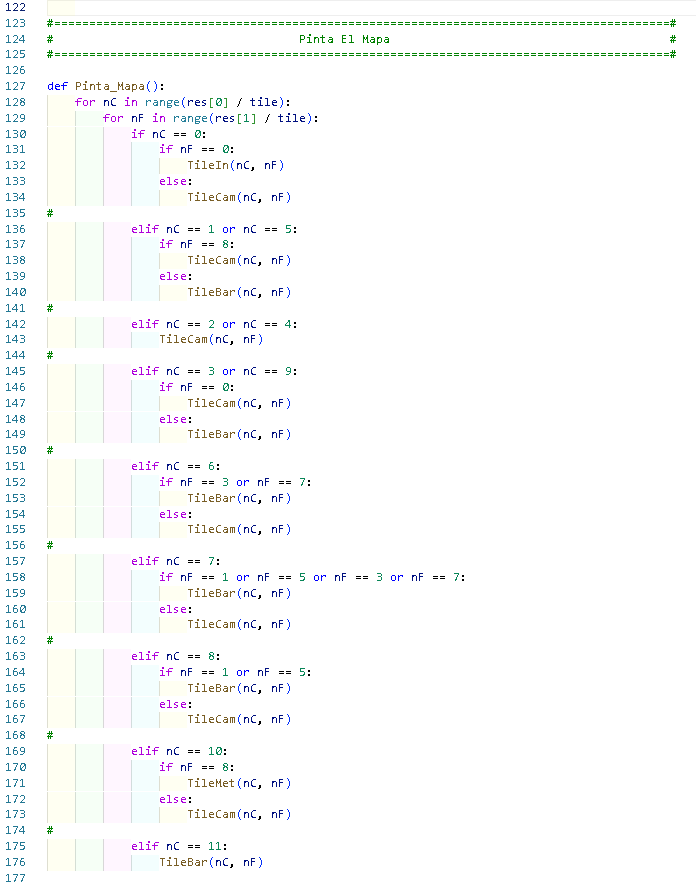 122
123 #========================================================================================#
124 #                                   Pinta El Mapa                                        #
125 #========================================================================================#
126
127 def Pinta_Mapa():
128     for nC in range(res[0] / tile):
129         for nF in range(res[1] / tile):
130             if nC == 0:
131                 if nF == 0:
132                     TileIn(nC, nF)
133                 else:
134                     TileCam(nC, nF)
135 #
136             elif nC == 1 or nC == 5:
137                 if nF == 8:
138                     TileCam(nC, nF)
139                 else:
140                     TileBar(nC, nF)
141 #
142             elif nC == 2 or nC == 4:
143                 TileCam(nC, nF)
144 #
145             elif nC == 3 or nC == 9:
146                 if nF == 0:
147                     TileCam(nC, nF)
148                 else:
149                     TileBar(nC, nF)
150 #
151             elif nC == 6:
152                 if nF == 3 or nF == 7:
153                     TileBar(nC, nF)
154                 else:
155                     TileCam(nC, nF)
156 #
157             elif nC == 7:
158                 if nF == 1 or nF == 5 or nF == 3 or nF == 7:
159                     TileBar(nC, nF)
160                 else:
161                     TileCam(nC, nF)
162 #
163             elif nC == 8:
164                 if nF == 1 or nF == 5:
165                     TileBar(nC, nF)
166                 else:
167                     TileCam(nC, nF)
168 #
169             elif nC == 10:
170                 if nF == 8:
171                     TileMet(nC, nF)
172                 else:
173                     TileCam(nC, nF)
174 #
175             elif nC == 11:
176                 TileBar(nC, nF)
177